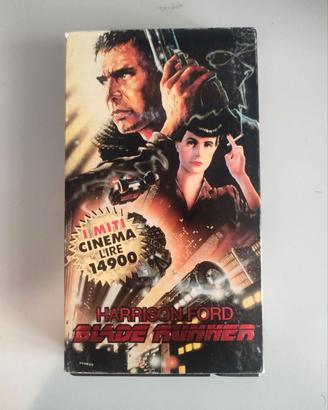 I MITI
CINEMA
LIRE
14900
HARRISON FORD
BLADE RUNNER